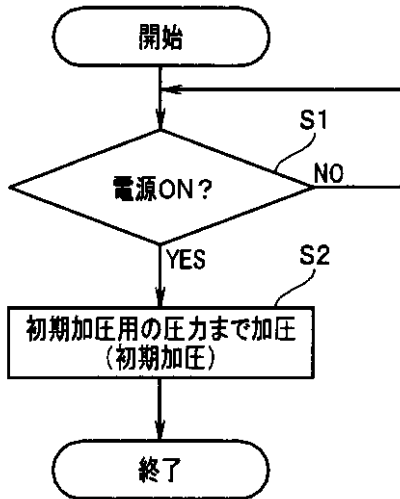 開始
S1
電源ON?
NO
YES
S2
初期加圧用の圧力まで加圧
(初期加圧)
終了